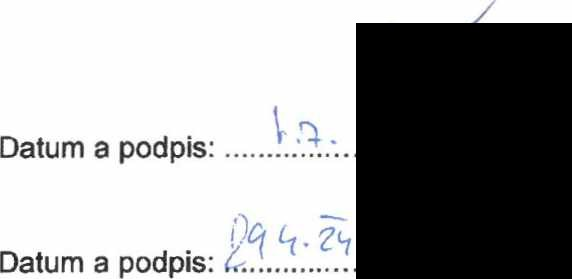 Datum a podpis: 1.7.
Datum a podpis: 29 4. 24